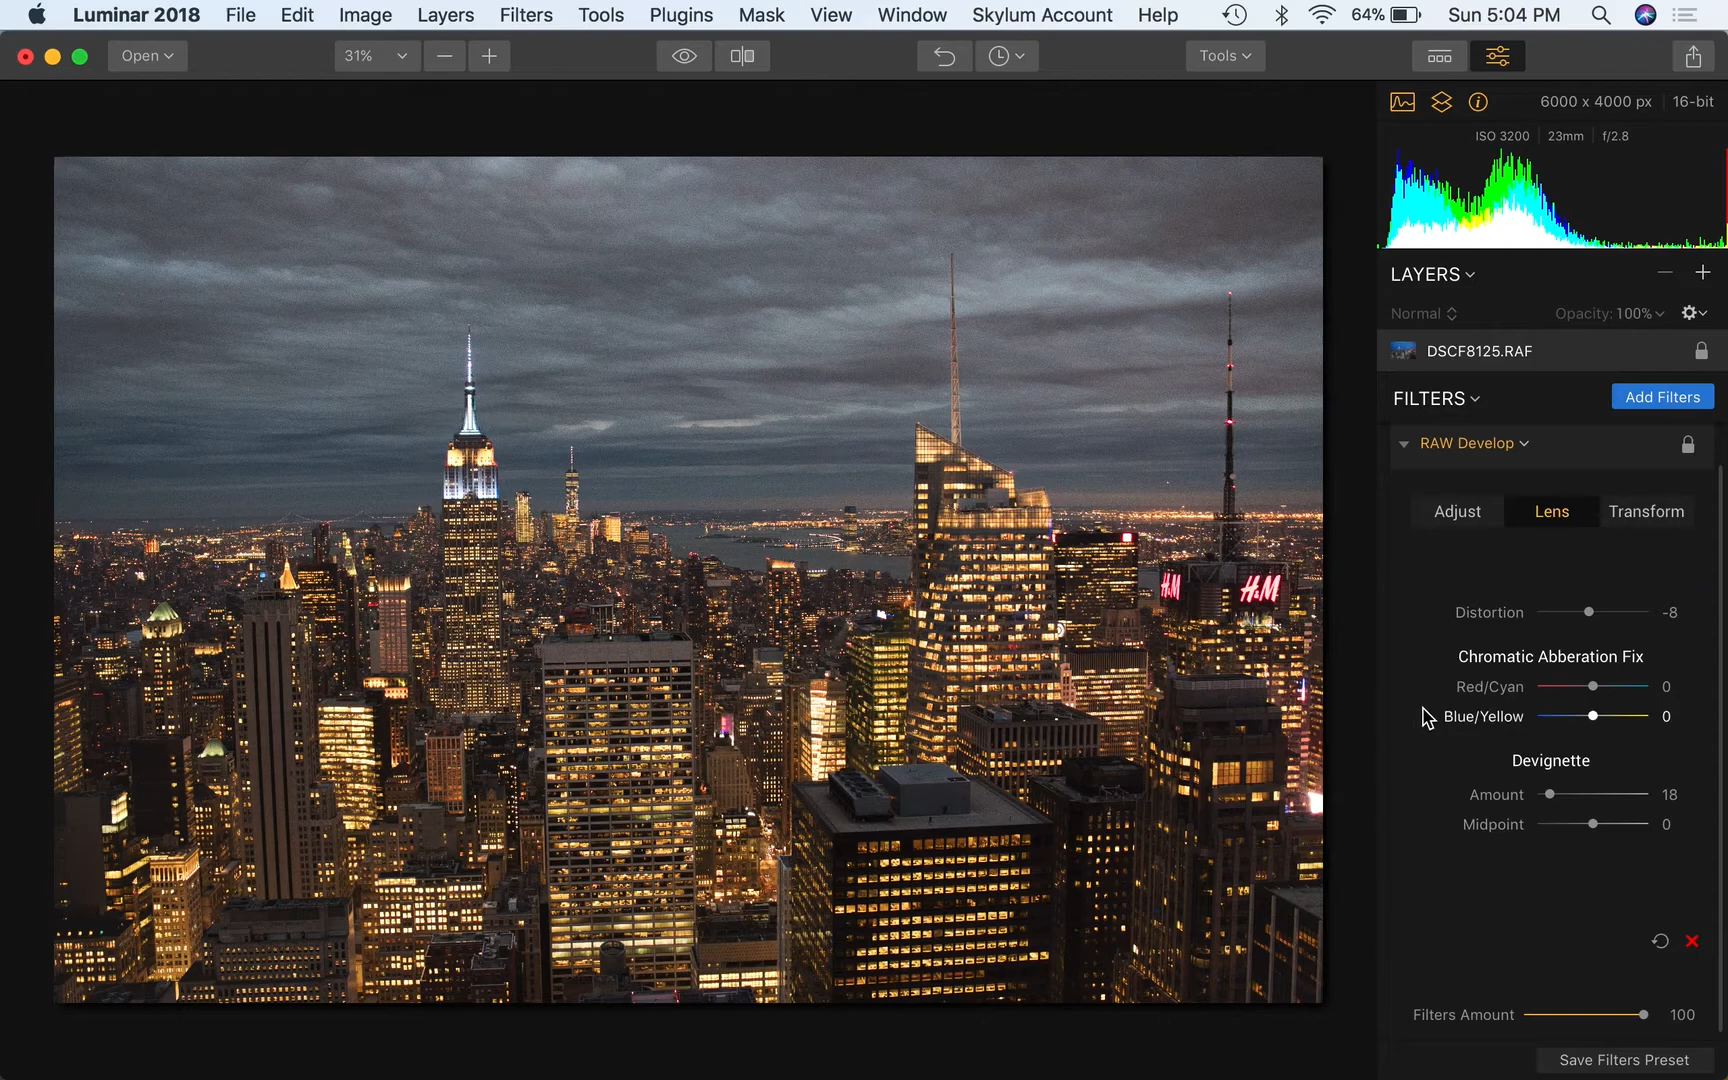 Luminar 2018 File Edit Image Layers Filters Tools Plugins Mask View Window Skylum Account Help 64% Sun 5:04 PM
Open 31% Tools
6000 x 4000 px 16-bit
ISO 3200 23mm f/2.8
LAYERS
Normal Opacity: 100%
DSCF8125.RAF
FILTERS Add Filters
RAW Develop
Adjust Lens Transform
H&M H&M
Distortion -8
Chromatic Abberation Fix
Red/Cyan 0
Blue/Yellow 0
Devignette
Amount 18
Midpoint 0
Filters Amount 100
Save Filters Preset